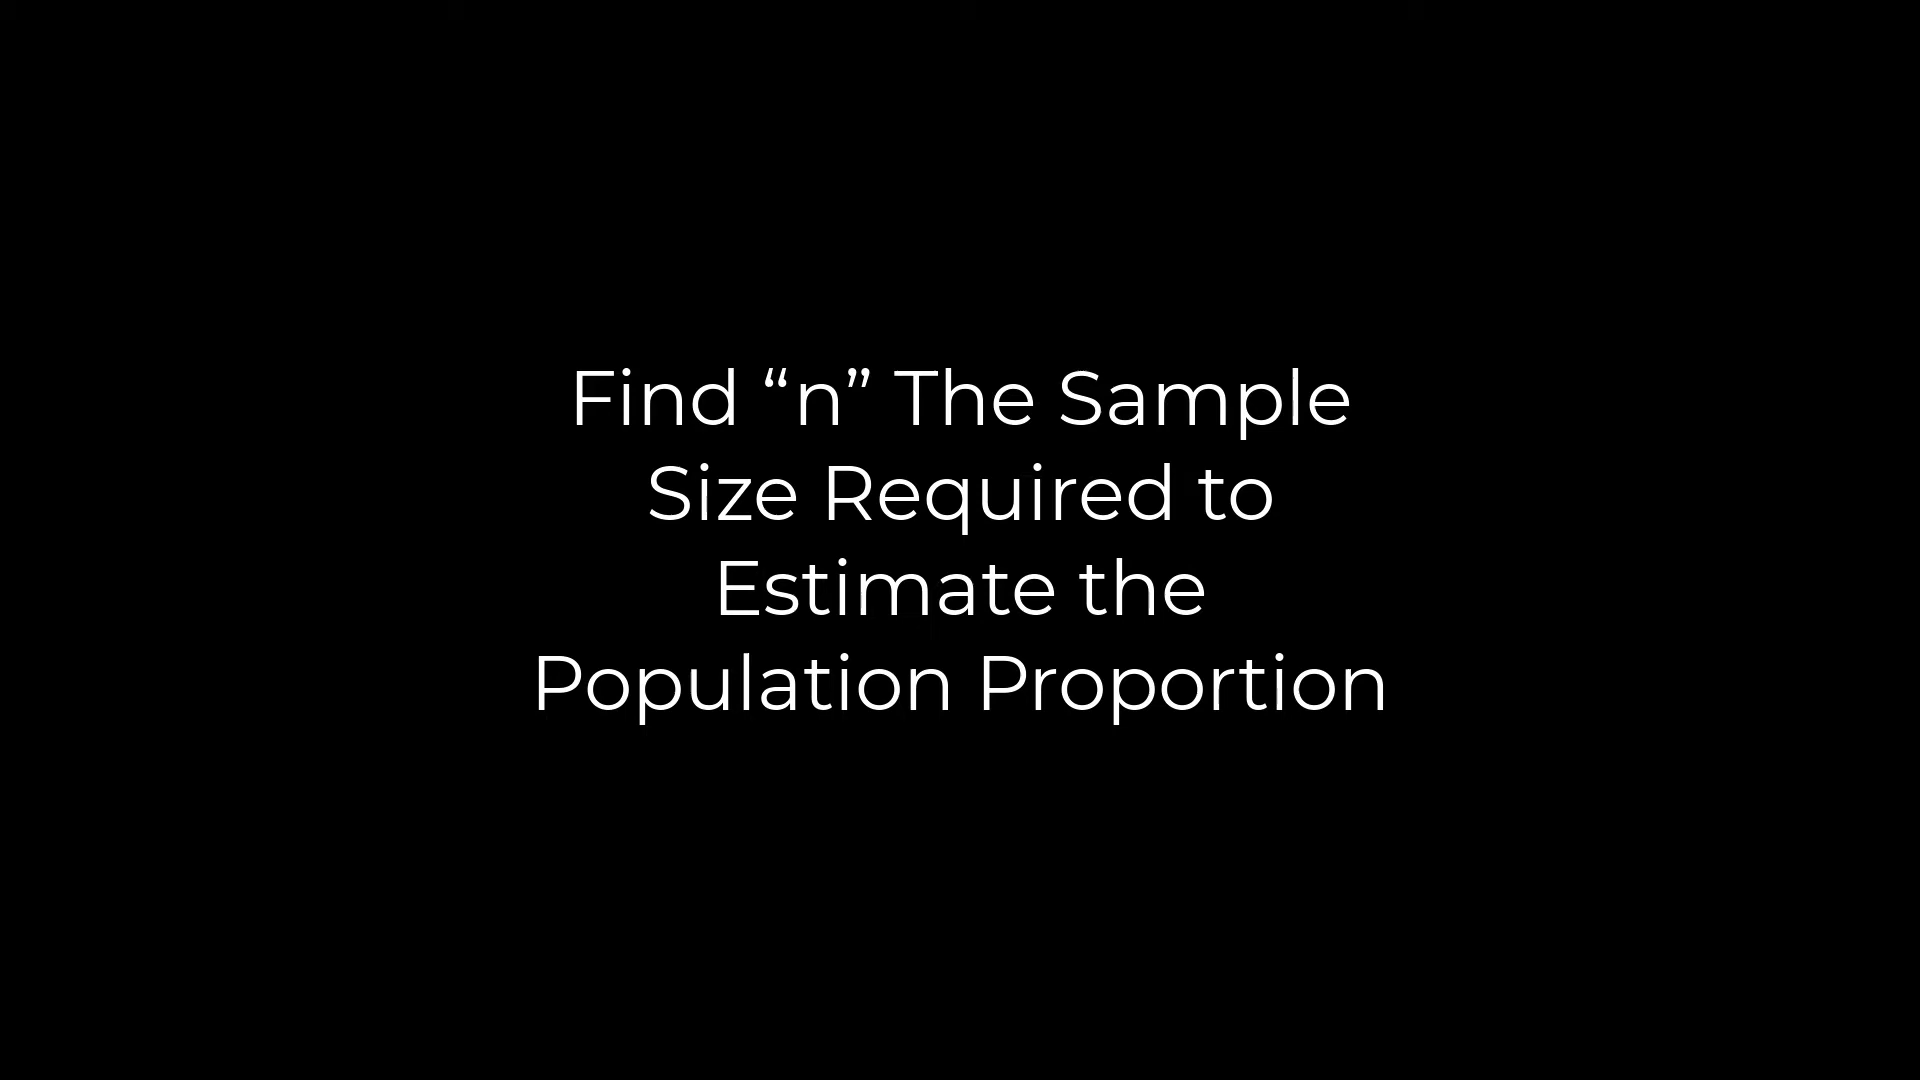 Find “n” The Sample
Size Required to
Estimate the
Population Proportion